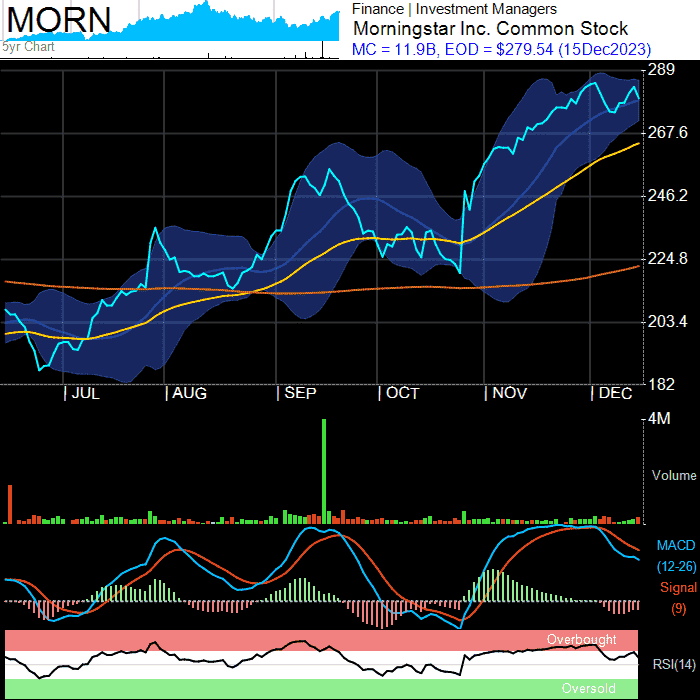 MORN
5yr Chart
Finance | Investment Managers
Morningstar Inc. Common Stock
MC = 11.9B, EOD = $279.54 (15Dec2023)
289
267.6
246.2
224.8
203.4
182
| JUL | AUG | SEP | OCT | NOV | DEC
4M
Volume
MACD
(12-26)
Signal
(9)
Overbought
RSI(14)
Oversold